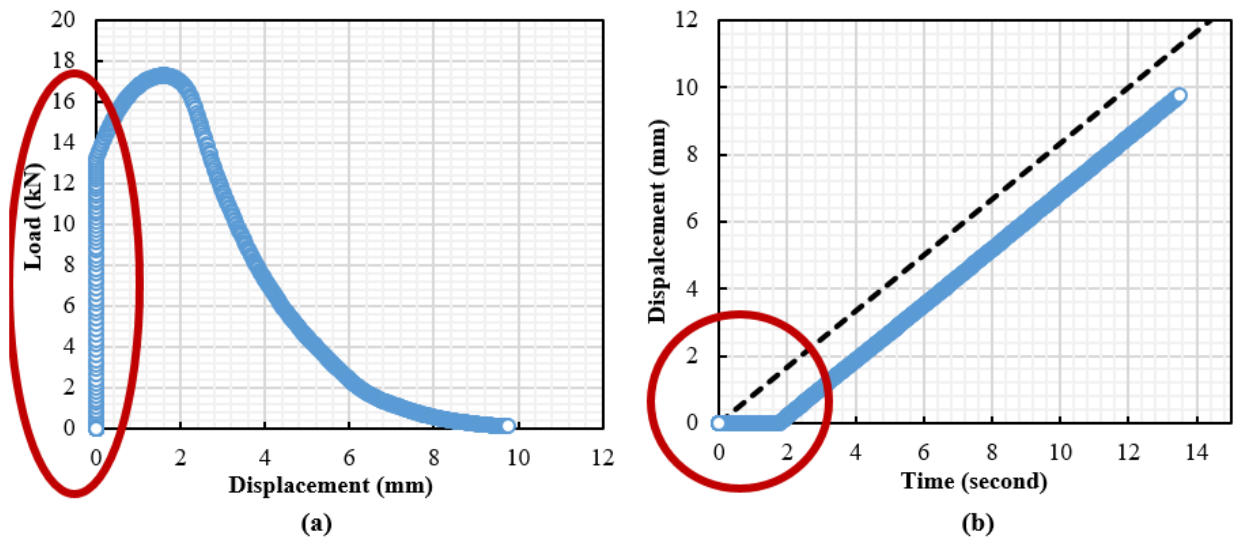 20
18
16
14
12
10
8
6
4
2
0
Load (kN)
0 2 4 6 8 10 12
Displacement (mm)
(a)
12
10
8
6
4
2
0
Dispalcement (mm)
0 2 4 6 8 10 12 14
Time (second)
(b)